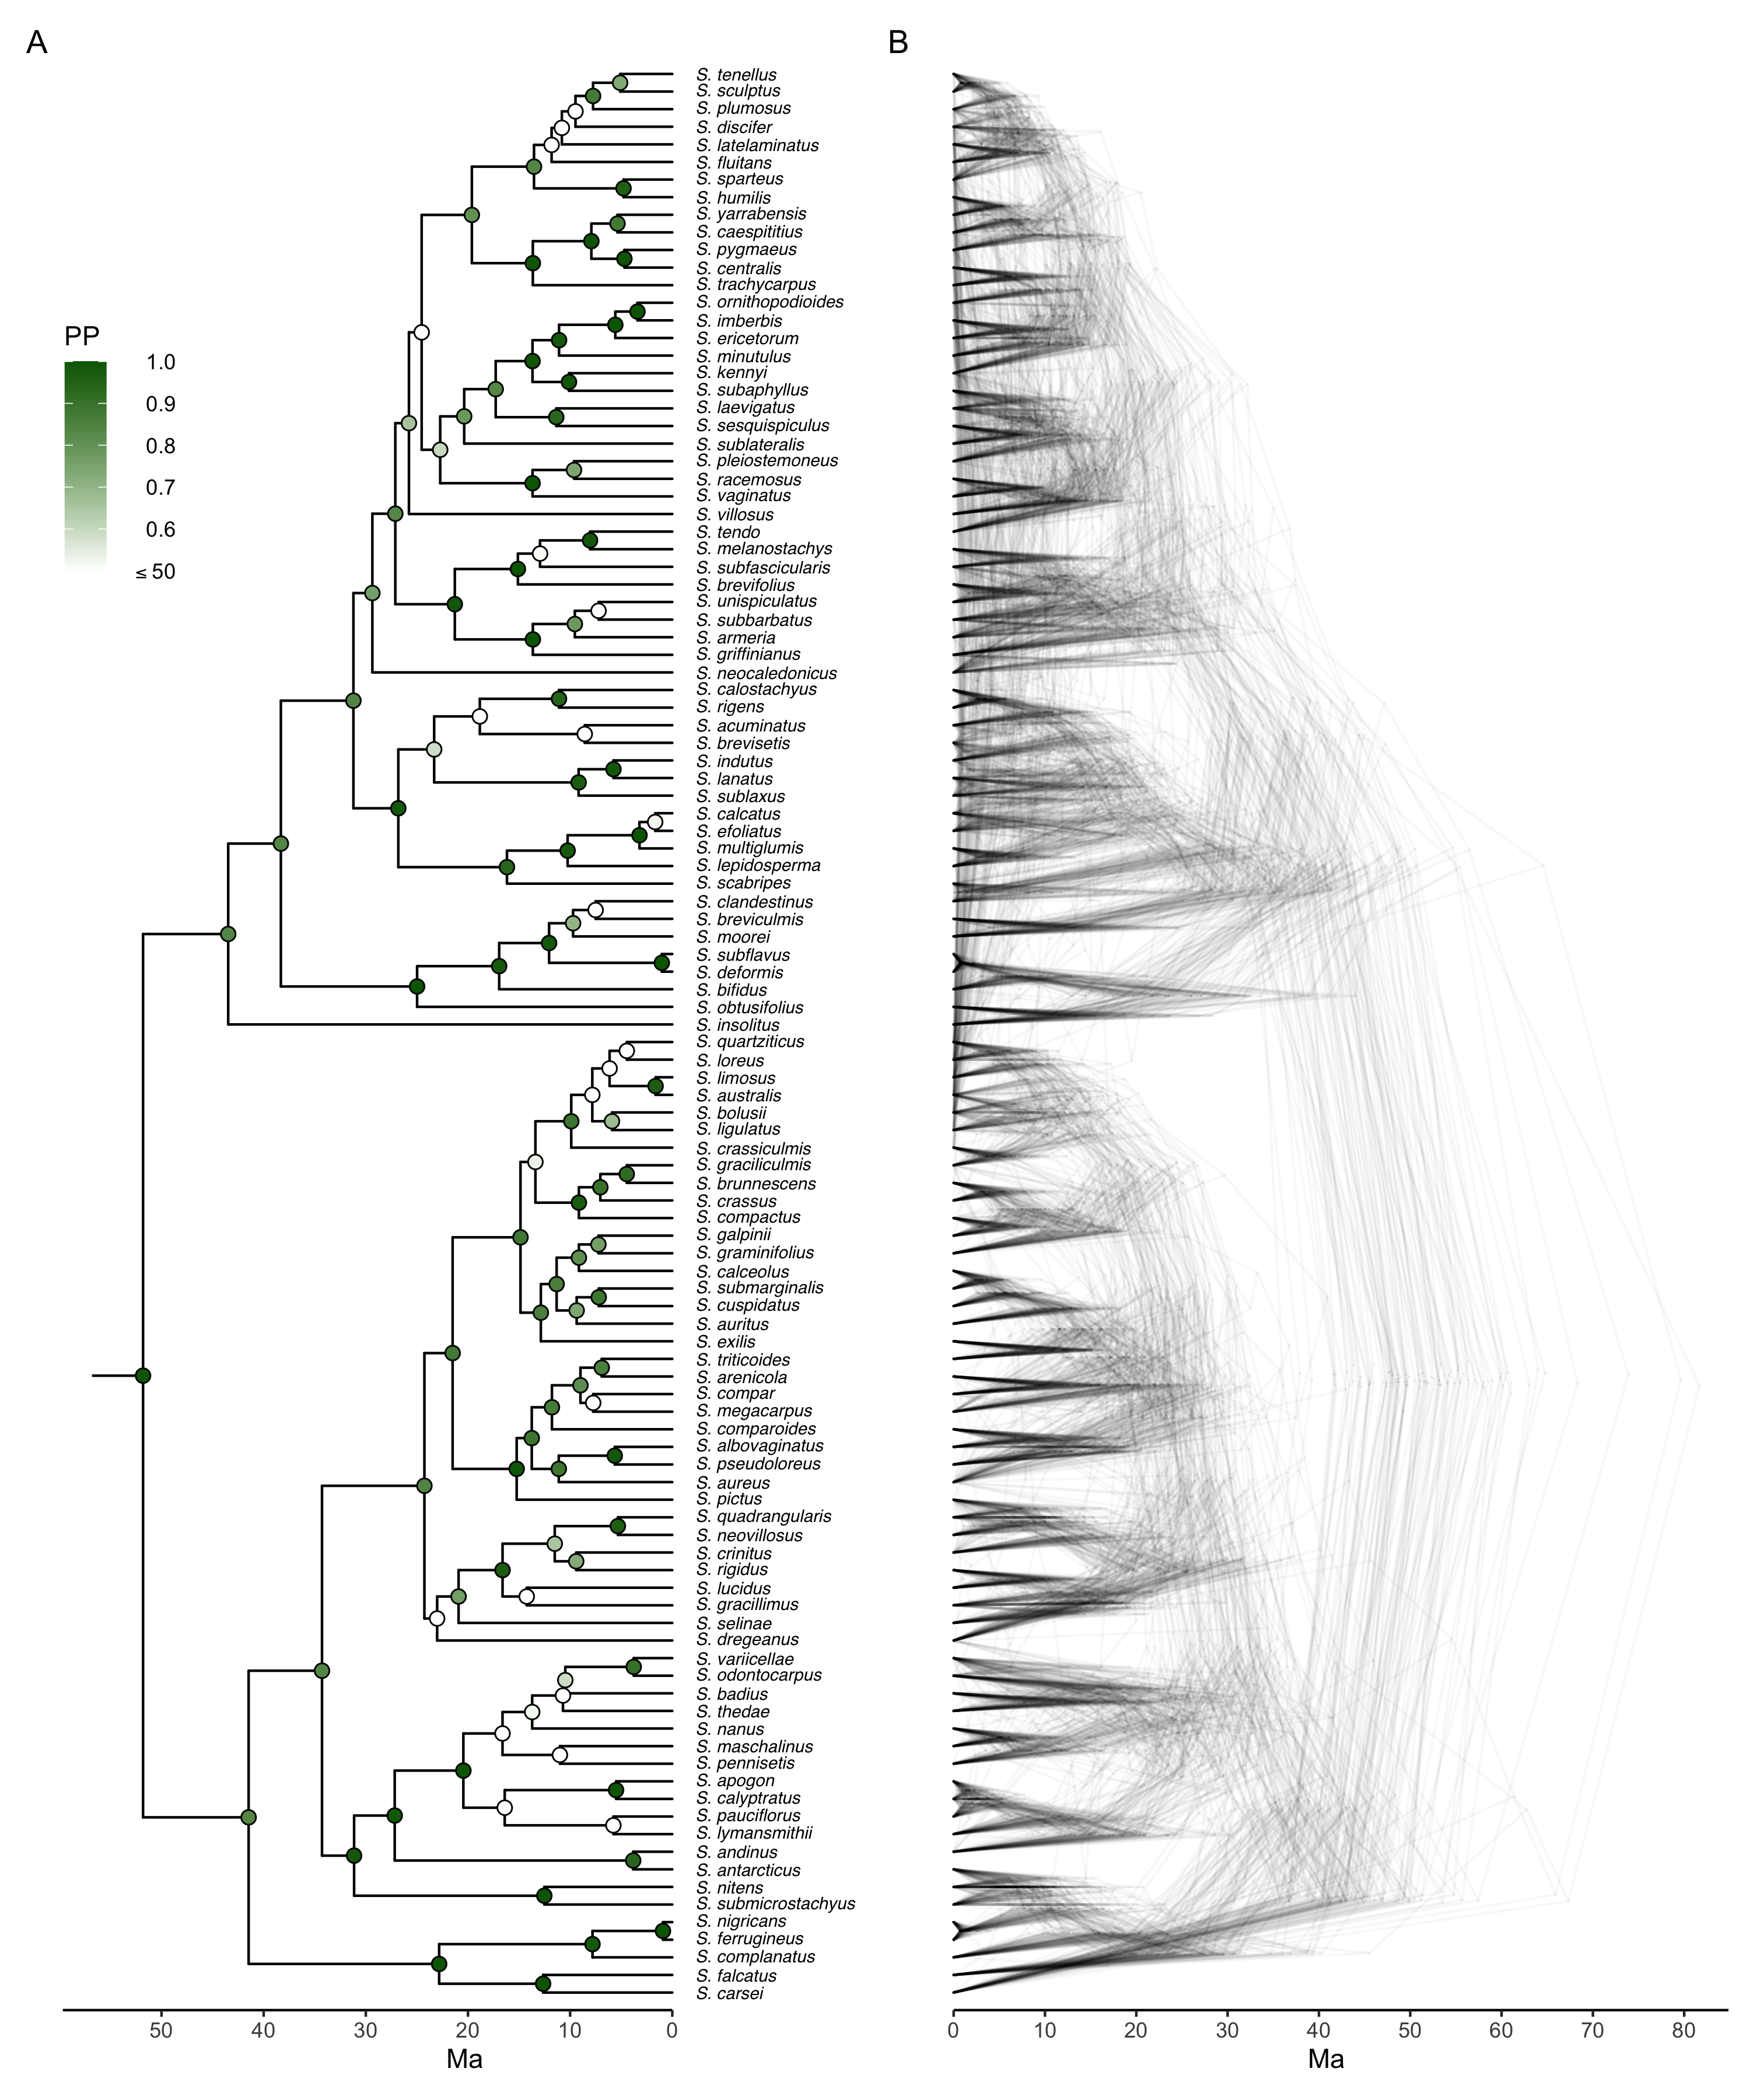 A
B
S. tenellus
S. sculptus
S. plumosus
S. discifer
S. latelaminatus
S. fluitans
S. sparteus
S. humilis
S. yarrabensis
S. caespititius
S. pygmaeus
S. centralis
S. trachycarpus
S. ornithopodioides
S. imberbis
S. ericetorum
S. minutulus
S. kennyi
S. subaphyllus
S. laevigatus
S. sesquispiculus
S. sublateralis
S. pleiostemoneus
S. racemosus
S. vaginatus
S. villosus
S. tendo
S. melanostachys
S. subfascicularis
S. brevifolius
S. unispiculatus
S. subbarbatus
S. armeria
S. griffinianus
S. neocaledonicus
S. calostachyus
S. rigens
S. acuminatus
S. brevisetis
S. indutus
S. lanatus
S. sublaxus
S. calcatus
S. efoliatus
S. multiglumis
S. lepidosperma
S. scabripes
S. clandestinus
S. breviculmis
S. moorei
S. subflavus
S. deformis
S. bifidus
S. obtusifolius
S. insolitus
S. quartziticus
S. loreus
S. limosus
S. australis
S. bolusii
S. ligulatus
S. crassiculmis
S. graciliculmis
S. brunnescens
S. crassus
S. compactus
S. galpinii
S. graminifolius
S. calceolus
S. submarginalis
S. cuspidatus
S. auritus
S. exilis
S. triticoides
S. arenicola
S. compar
S. megacarpus
S. comparoides
S. albovaginatus
S. pseudoloreus
S. aureus
S. pictus
S. quadrangularis
S. neovillosus
S. crinitus
S. rigidus
S. lucidus
S. gracillimus
S. selinae
S. dregeanus
S. variicellae
S. odontocarpus
S. badius
S. thedae
S. nanus
S. maschalinus
S. pennisetis
S. apogon
S. calyptratus
S. pauciflorus
S. lymansmithii
S. andinus
S. antarcticus
S. nitens
S. submicrostachyus
S. nigricans
S. ferrugineus
S. complanatus
S. falcatus
S. carsei
PP
1.0
0.9
0.8
0.7
0.6
≤ 50
50 40 30 20 10 0
Ma
0 10 20 30 40 50 60 70 80
Ma